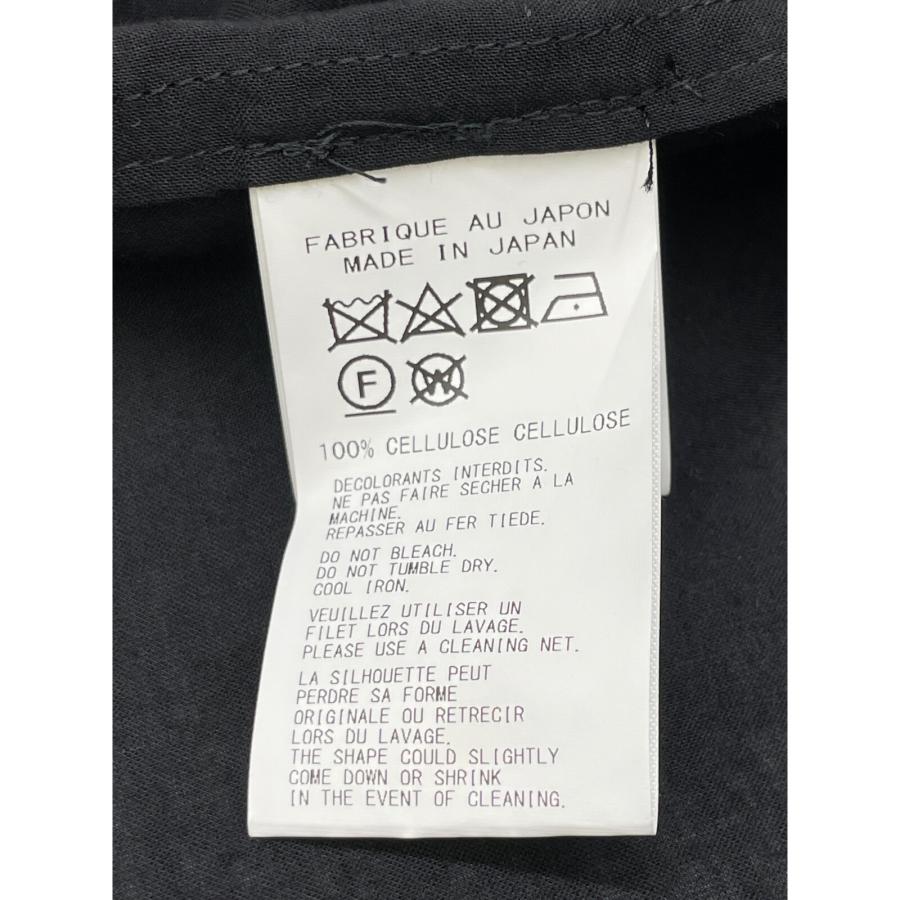 FABRIQUE AU JAPON
MADE IN JAPAN
F W
100% CELLULOSE CELLULOSE
DECOLORANTS INTERDITS.
NE PAS FAIRE SECHER A LA
MACHINE.
REPASSER AU FER TIEDE.
DO NOT BLEACH.
DO NOT TUMBLE DRY.
COOL IRON.
VEUILLEZ UTILISER UN
FILET LORS DU LAVAGE.
PLEASE USE A CLEANING NET.
LA SILHOUETTE PEUT
PERDRE SA FORME
ORIGINALE OU RETRECIR
LORS DU LAVAGE.
THE SHAPE COULD SLIGHTLY
COME DOWN OR SHRINK
IN THE EVENT OF CLEANING.